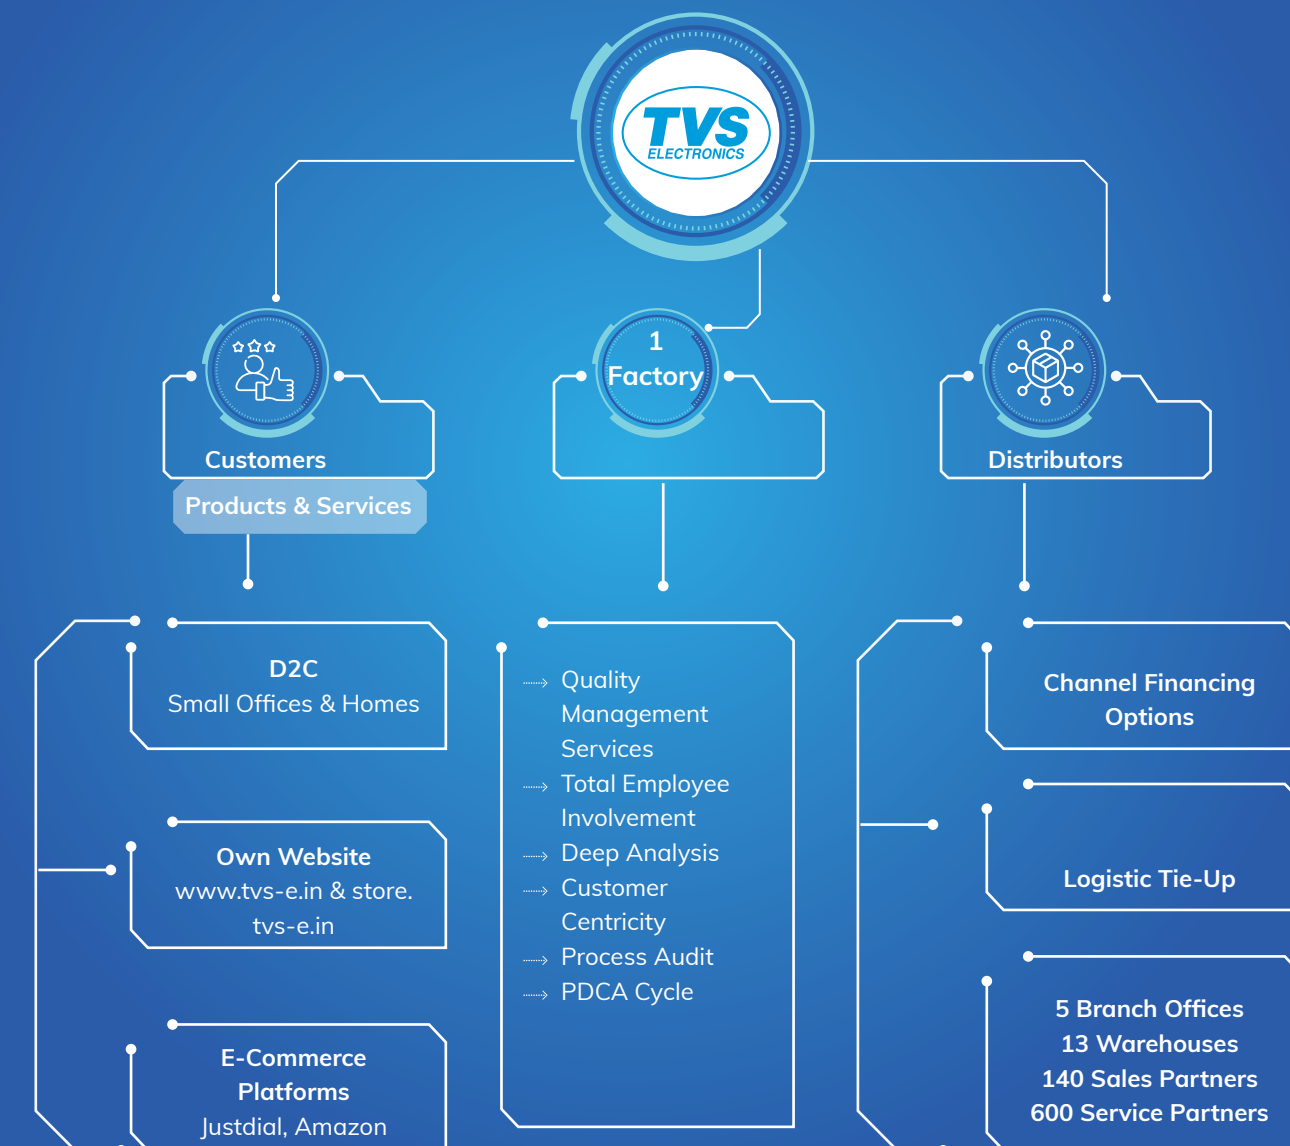 TVS
ELECTRONICS
Customers
Products & Services
D2C
Small Offices & Homes
Own Website
www.tvs-e.in & store.
tvs-e.in
E-Commerce
Platforms
Justdial, Amazon
1
Factory
Quality
Management
Services
Total Employee
Involvement
Deep Analysis
Customer
Centricity
Process Audit
PDCA Cycle
Distributors
Channel Financing
Options
Logistic Tie-Up
5 Branch Offices
13 Warehouses
140 Sales Partners
600 Service Partners